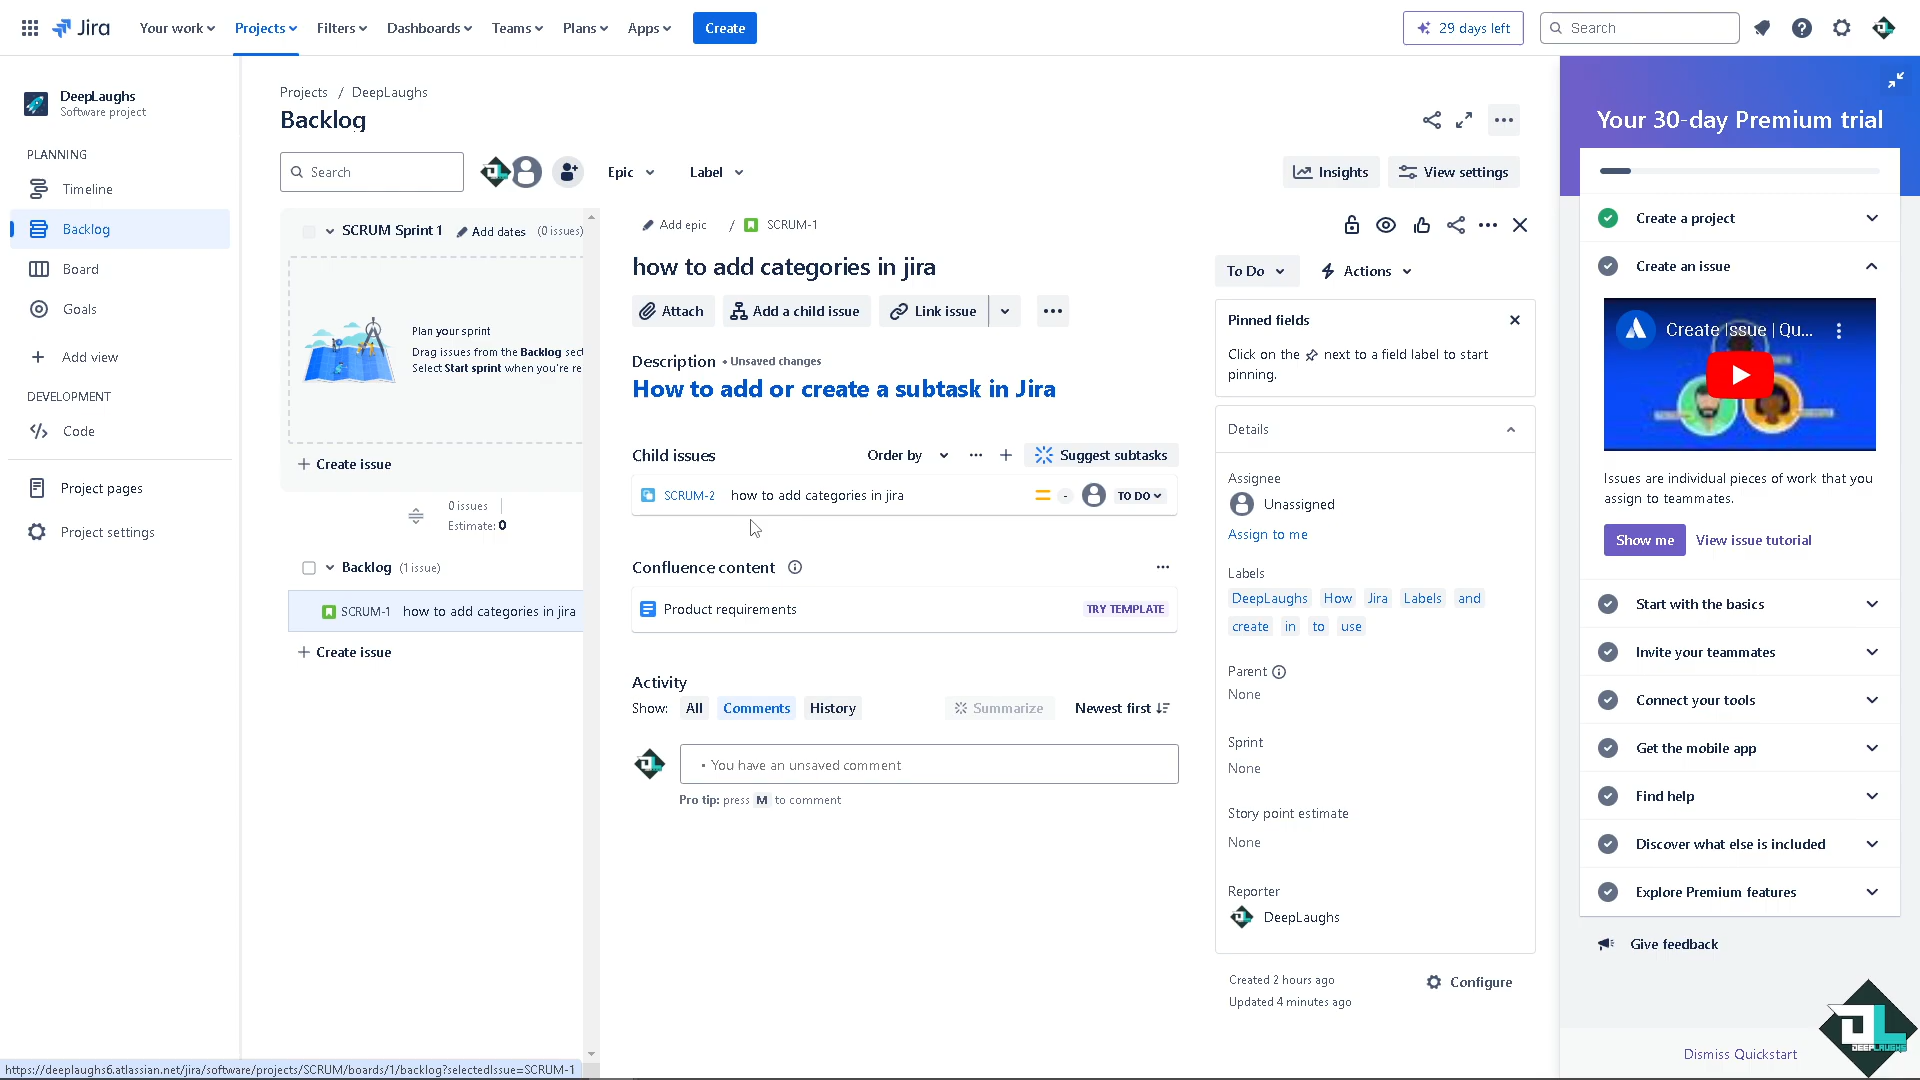 Jira
Your work
Projects
Filters
Dashboards
Teams
Plans
Apps
Create
29 days left
Search
DeepLaughs
Software project
PLANNING
Timeline
Backlog
Board
Goals
Add view
DEVELOPMENT
Code
Project pages
Project settings
Projects / DeepLaughs
Backlog
Search
Epic
Label
Insights
View settings
SCRUM Sprint 1
Add dates
(0 issues)
Plan your sprint
Drag issues from the Backlog sect
Select Start sprint when you're re
+ Create issue
0 issues
Estimate: 0
Backlog (1 issue)
SCRUM-1 how to add categories in jira
+ Create issue
Add epic / SCRUM-1
how to add categories in jira
Attach
Add a child issue
Link issue
Description • Unsaved changes
How to add or create a subtask in Jira
Child issues
Order by
Suggest subtasks
SCRUM-2 how to add categories in jira
-
TO DO
Confluence content
Product requirements
TRY TEMPLATE
Activity
Show: All Comments History
Summarize
Newest first
• You have an unsaved comment
Pro tip: press M to comment
To Do
Actions
Pinned fields
Click on the next to a field label to start
pinning.
Details
Assignee
Unassigned
Assign to me
Labels
DeepLaughs How Jira Labels and
create in to use
Parent
None
Sprint
None
Story point estimate
None
Reporter
DeepLaughs
Created 2 hours ago
Updated 4 minutes ago
Configure
Your 30-day Premium trial
Create a project
Create an issue
Create Issue | Qu...
Issues are individual pieces of work that you
assign to teammates.
Show me
View issue tutorial
Start with the basics
Invite your teammates
Connect your tools
Get the mobile app
Find help
Discover what else is included
Explore Premium features
Give feedback
Dismiss Quickstart
DL
DEEPLAUGHS
https://deeplaughs6.atlassian.net/jira/software/projects/SCRUM/boards/1/backlog?selectedIssue=SCRUM-1